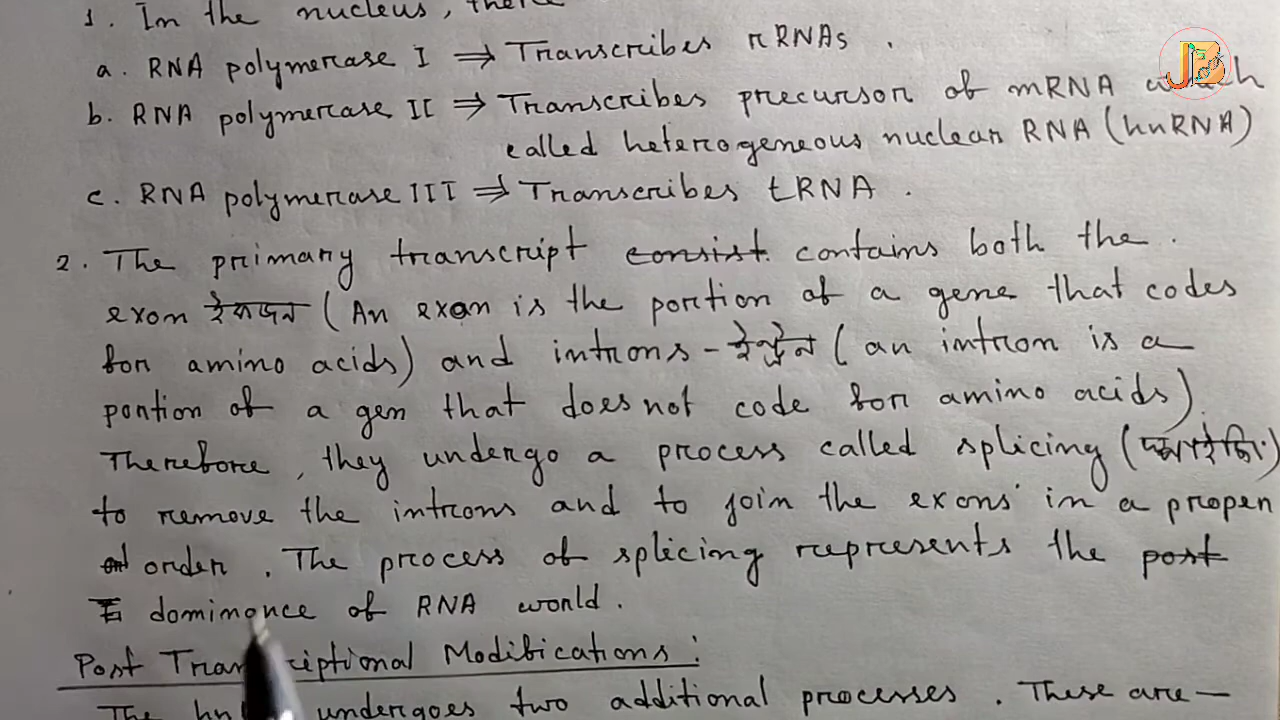 1. In the nucleus, there
a. RNA polymerase I ⇒ Transcribes rRNAs.
b. RNA polymerase II ⇒ Transcribes precursor of mRNA which
called heterogeneous nuclear RNA (hnRNA)
c. RNA polymerase III ⇒ Transcribes tRNA.
2. The primary transcript consist contains both the
exon (An exon is the portion of a gene that codes
for amino acids) and introns - (an intron is a
portion of a gen that does not code for amino acids)
Therefore, they undergo a process called splicing (
to remove the introns and to join the exons in a proper
order. The process of splicing represents the post
dominance of RNA world.
Post Transcriptional Modifications:
The undergoes two additional processes. These are—